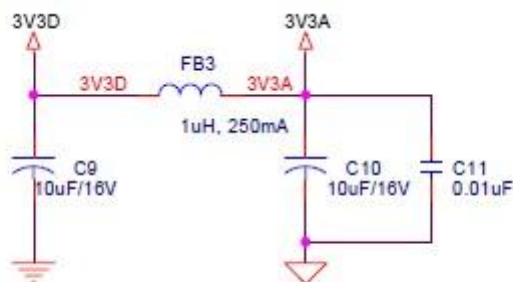 3V3D
3V3A
FB3
3V3D
3V3A
1uH, 250mA
C9
10uF/16V
C10
10uF/16V
C11
0.01uF